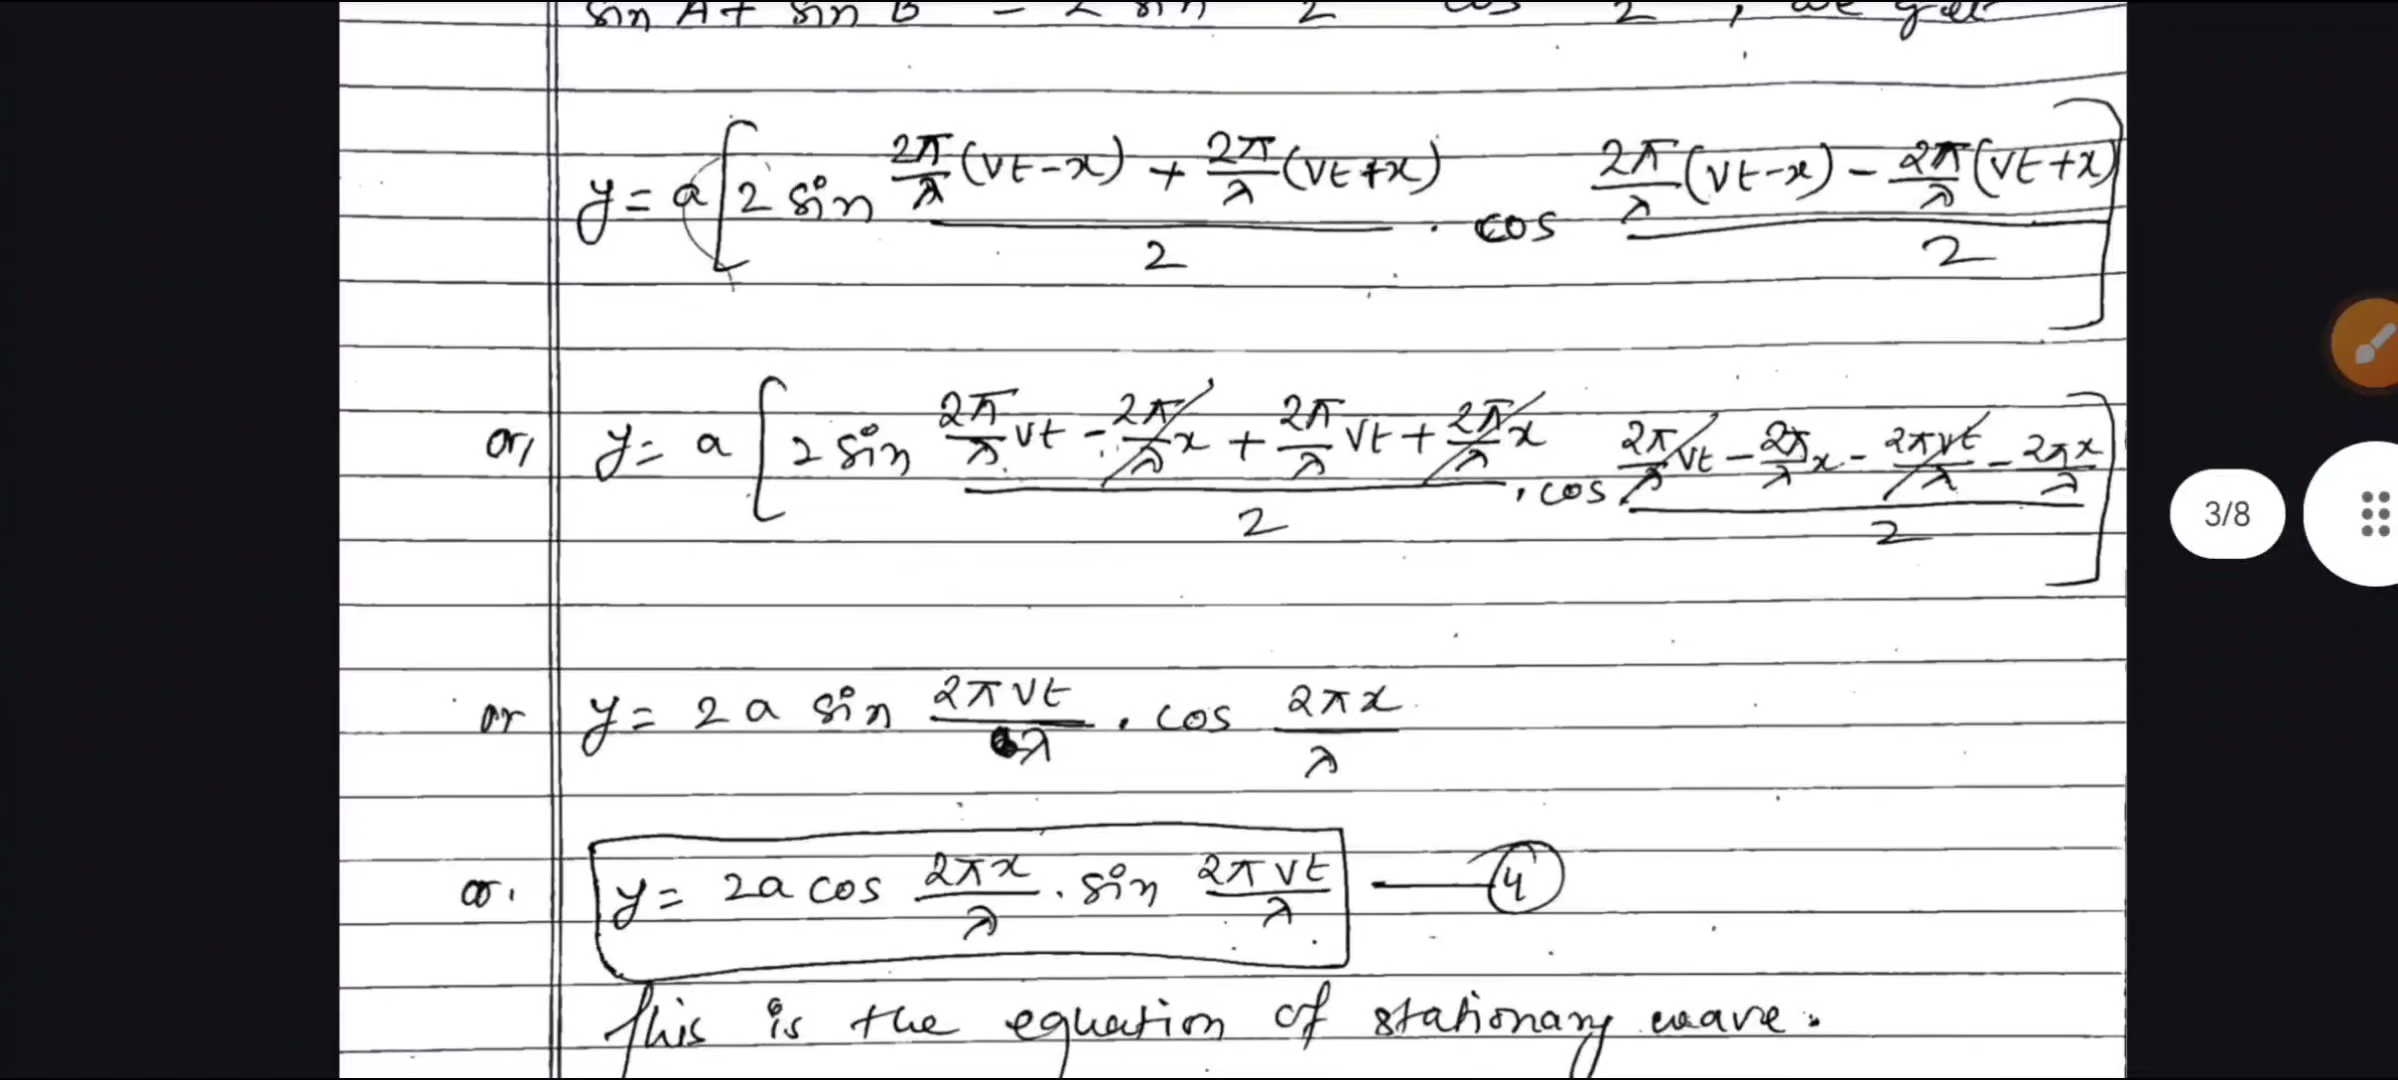 sin A + sin B = 2 sin 2 cos 2, we get
y = a [2 sin 2π/λ (vt-x) + 2π/λ (vt+x) / 2 . cos 2π/λ (vt-x) - 2π/λ (vt+x) / 2]
or, y = a [2 sin 2π/λ vt - 2π/λ x + 2π/λ vt + 2π/λ x / 2 . cos 2π/λ vt - 2π/λ x - 2πvt/λ - 2πx/λ / 2]
or y = 2a sin 2πvt/λ . cos 2πx/λ
or. y = 2a cos 2πx/λ . sin 2πvt/λ — 4
This is the equation of stationary wave.
3/8